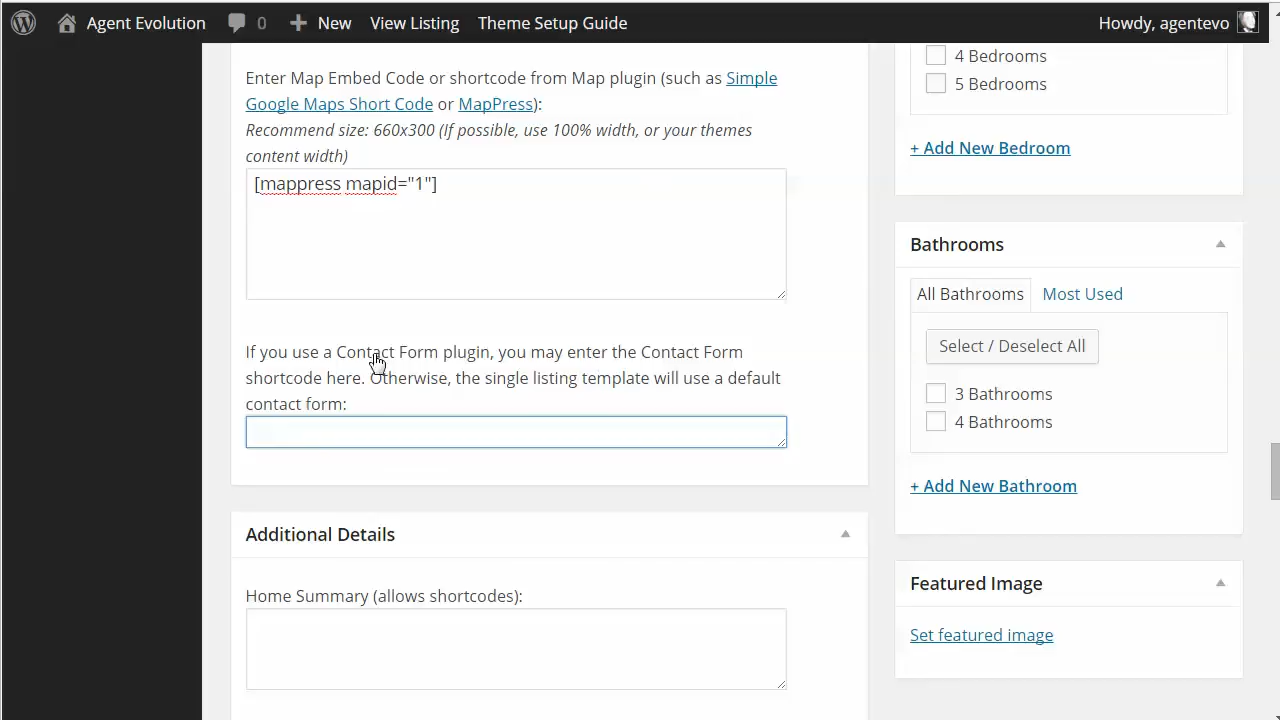 Agent Evolution 0 New View Listing Theme Setup Guide Howdy, agentevo
Enter Map Embed Code or shortcode from Map plugin (such as Simple
Google Maps Short Code or MapPress):
Recommend size: 660x300 (If possible, use 100% width, or your themes
content width)
[mappress mapid="1"]
If you use a Contact Form plugin, you may enter the Contact Form
shortcode here. Otherwise, the single listing template will use a default
contact form:
Additional Details
Home Summary (allows shortcodes):
4 Bedrooms
5 Bedrooms
+ Add New Bedroom
Bathrooms
All Bathrooms Most Used
Select / Deselect All
3 Bathrooms
4 Bathrooms
+ Add New Bathroom
Featured Image
Set featured image